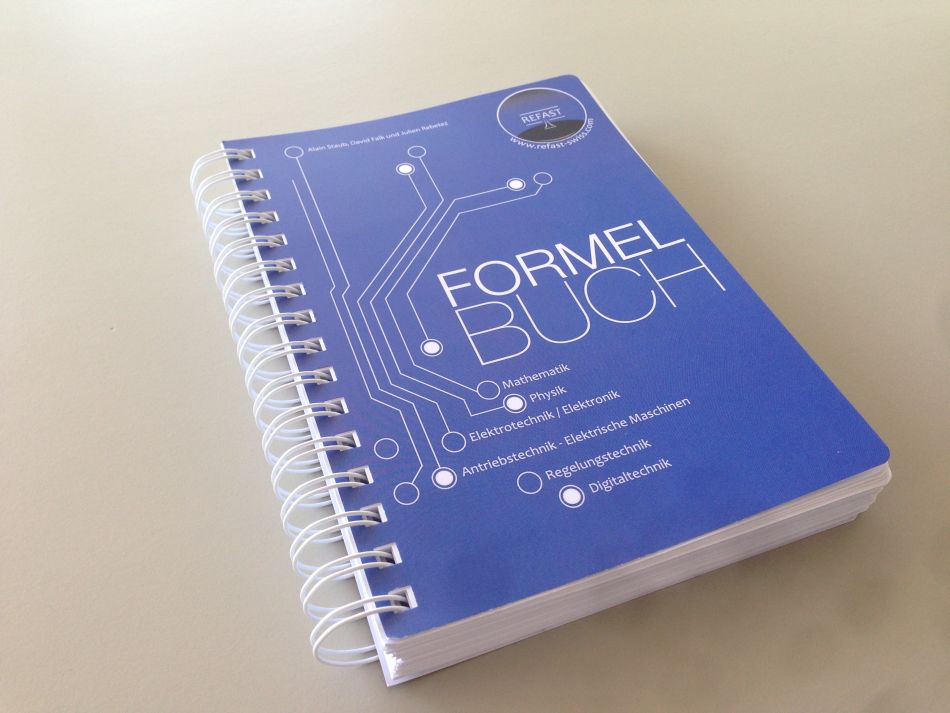 Alain Staub, David Falk und Julien Rebetez
REFAST
www.refast-swiss.com
FORMEL
BUCH
Mathematik
Physik
Elektrotechnik / Elektronik
Antriebstechnik - Elektrische Maschinen
Regelungstechnik
Digitaltechnik